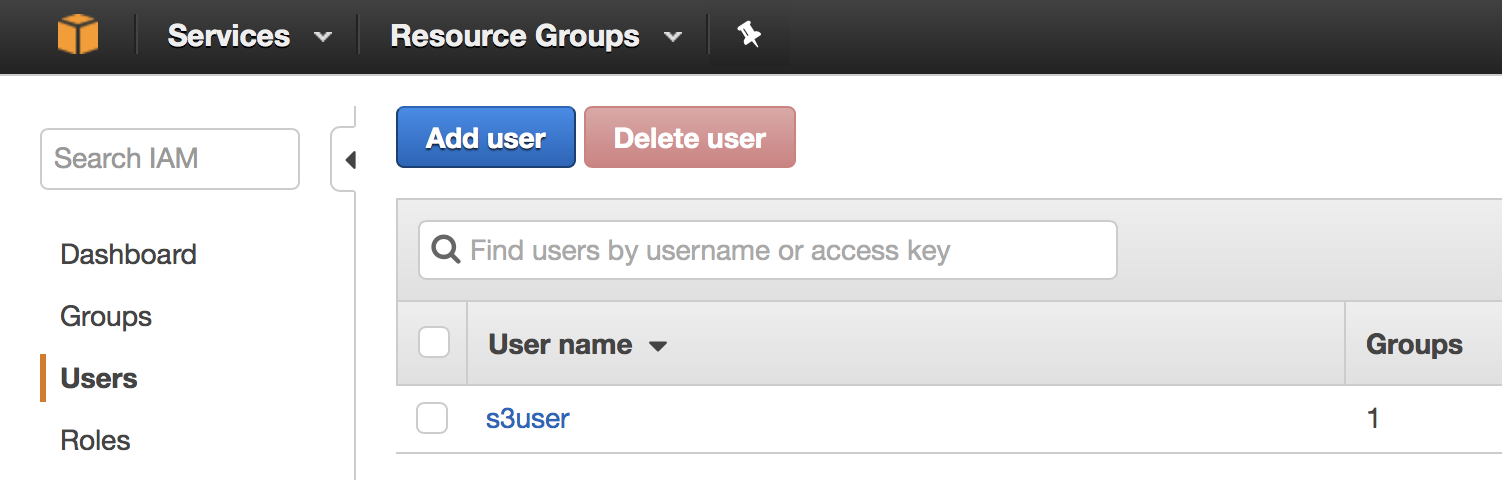 Services Resource Groups
Search IAM
Dashboard
Groups
Users
Roles
Add user Delete user
Find users by username or access key
User name Groups
s3user 1